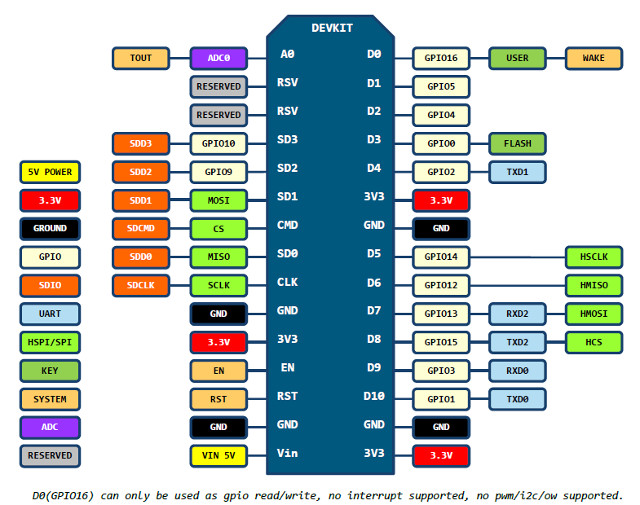 DEVKIT
TOUT ADC0 A0 D0 GPIO16 USER WAKE
RESERVED RSV D1 GPIO5
RESERVED RSV D2 GPIO4
SDD3 GPIO10 SD3 D3 GPIO0 FLASH
5V POWER SDD2 GPIO9 SD2 D4 GPIO2 TXD1
3.3V SDD1 MOSI SD1 3V3 3.3V
GROUND SDCMD CS CMD GND GND
GPIO SDD0 MISO SD0 D5 GPIO14 HSCLK
SDIO SDCLK SCLK CLK D6 GPIO12 HMISO
UART GND GND D7 GPIO13 RXD2 HMOSI
HSPI/SPI 3.3V 3V3 D8 GPIO15 TXD2 HCS
KEY EN EN D9 GPIO3 RXD0
SYSTEM RST RST D10 GPIO1 TXD0
ADC GND GND GND GND
RESERVED VIN 5V Vin 3V3 3.3V
D0(GPIO16) can only be used as gpio read/write, no interrupt supported, no pwm/i2c/ow supported.